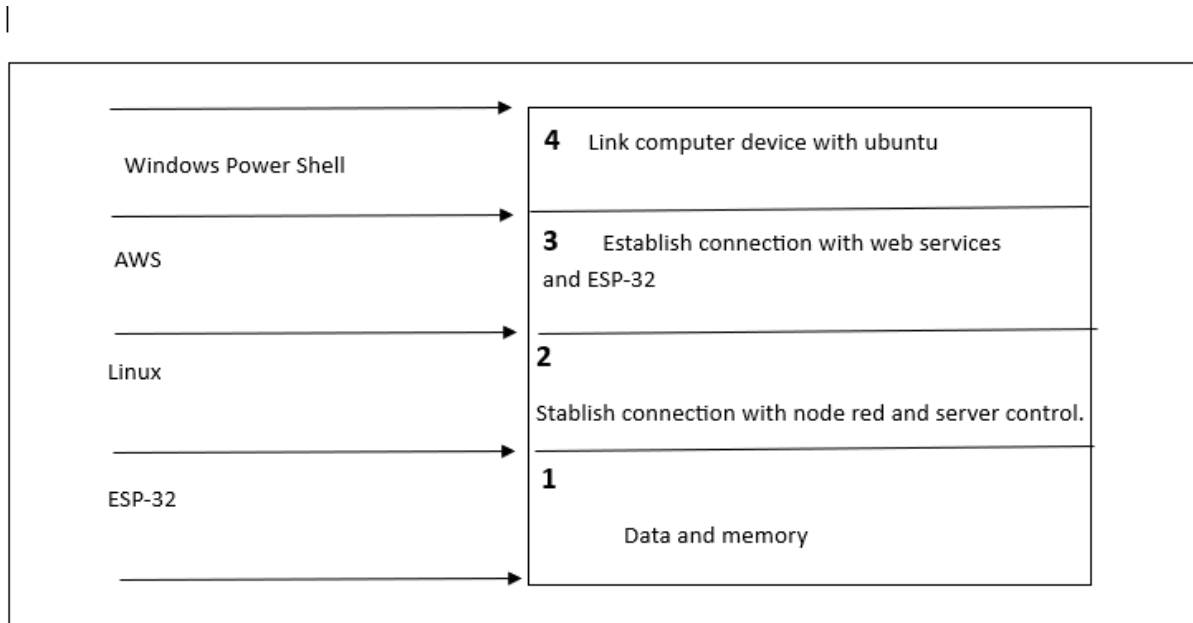 4 Link computer device with ubuntu
Windows Power Shell
3 Establish connection with web services
AWS
and ESP-32
2
Linux
Stablish connection with node red and server control.
1
ESP-32
Data and memory